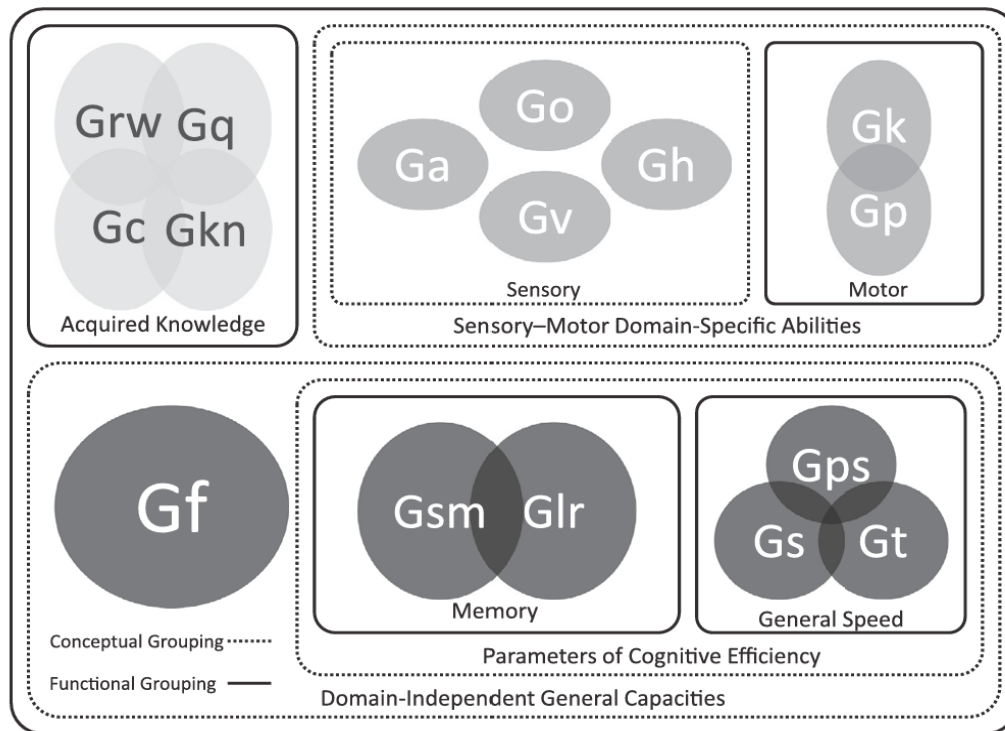 Grw Gq
Gc Gkn
Acquired Knowledge
Go
Ga
Gh
Gv
Sensory
Gk
Gp
Motor
Sensory–Motor Domain-Specific Abilities
Gf
Gsm Glr
Memory
Gps
Gs Gt
General Speed
Parameters of Cognitive Efficiency
Conceptual Grouping
Functional Grouping
Domain-Independent General Capacities